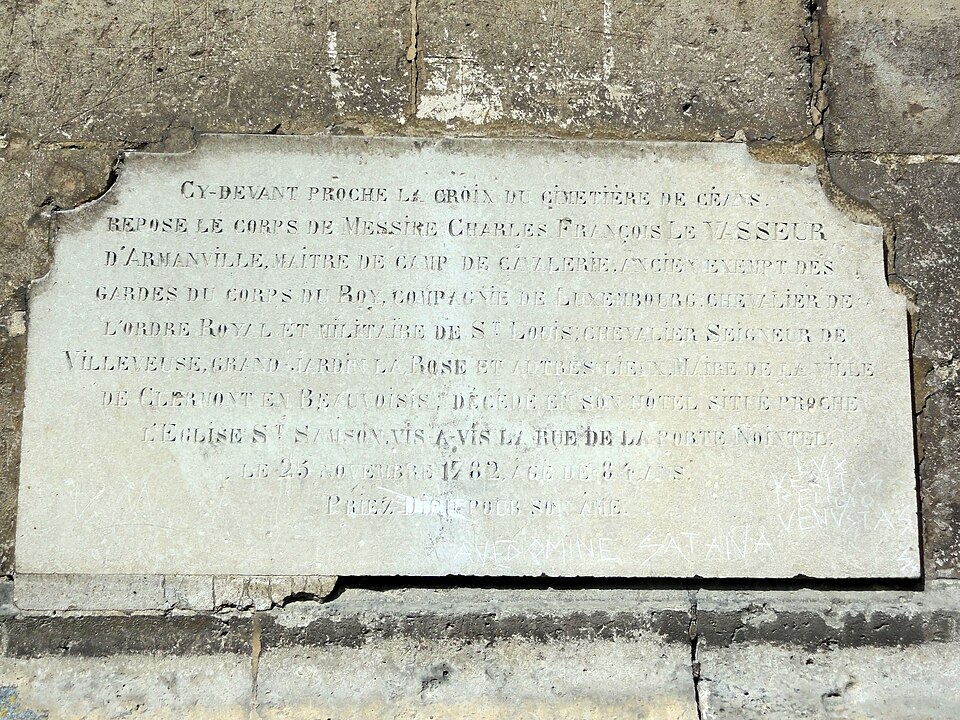 CY-DEVANT PROCHE LA CROIX DU CIMETIÈRE DE CÉANS.
REPOSE LE CORPS DE MESSIRE CHARLES FRANÇOIS LE VASSEUR
D'ARMANVILLE, MAÎTRE DE CAMP DE CAVALERIE, ANCIEN EXEMPT DES
GARDES DU CORPS DU ROY, COMPAGNIE DE LUXEMBOURG, CHEVALIER DE
L'ORDRE ROYAL ET MILITAIRE DE ST LOUIS, CHEVALIER SEIGNEUR DE
VILLEVEUSE, GRAND-JARDIN LA ROSE ET AUTRES LIEUX, MAIRE DE LA VILLE
DE CLERMONT EN BEAUVOISIS, DÉCÉDÉ EN SON HÔTEL SITUÉ PROCHE
L'EGLISE ST SAMSON, VIS A-VIS LA RUE DE LA PORTE NOINTEL.
LE 25 NOVEMBRE 1782 AGÉ DE 84 ANS.
PRIEZ DIEU POUR SON ÂME.
LUX
VERITAS
VENUSTAS
AVE DOMINE SATANA